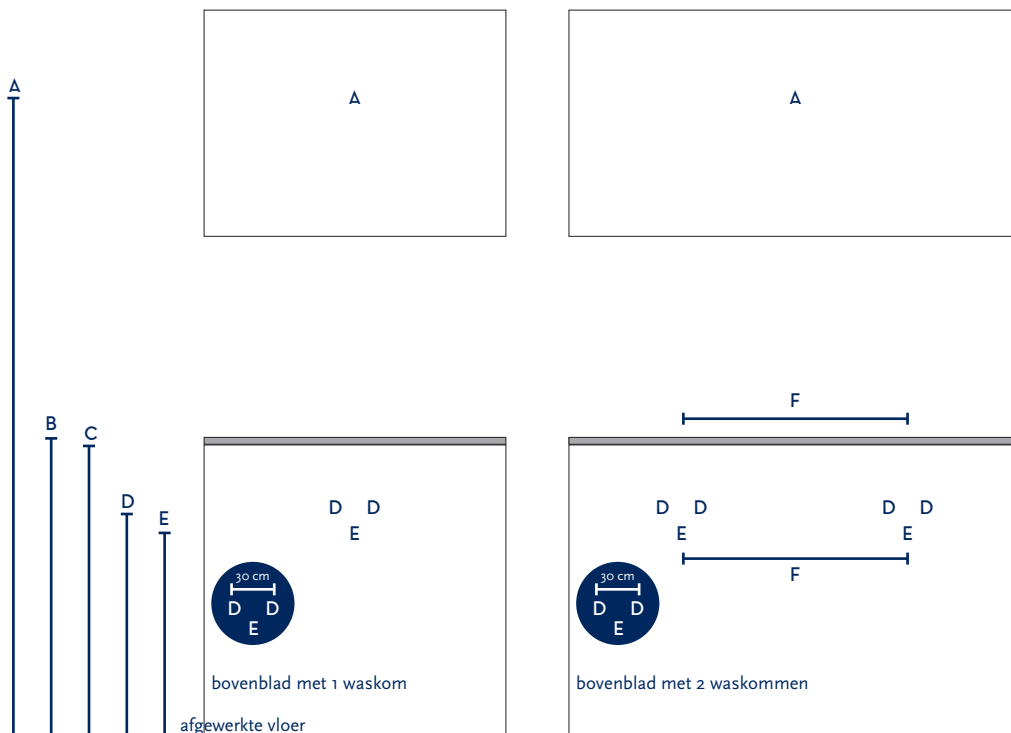 A
A
A
F
B
C
D
E
D D
E
D D
E
D D
E
F
30 cm
D D
E
30 cm
D D
E
bovenblad met 1 waskom
bovenblad met 2 waskommen
afgewerkte vloer